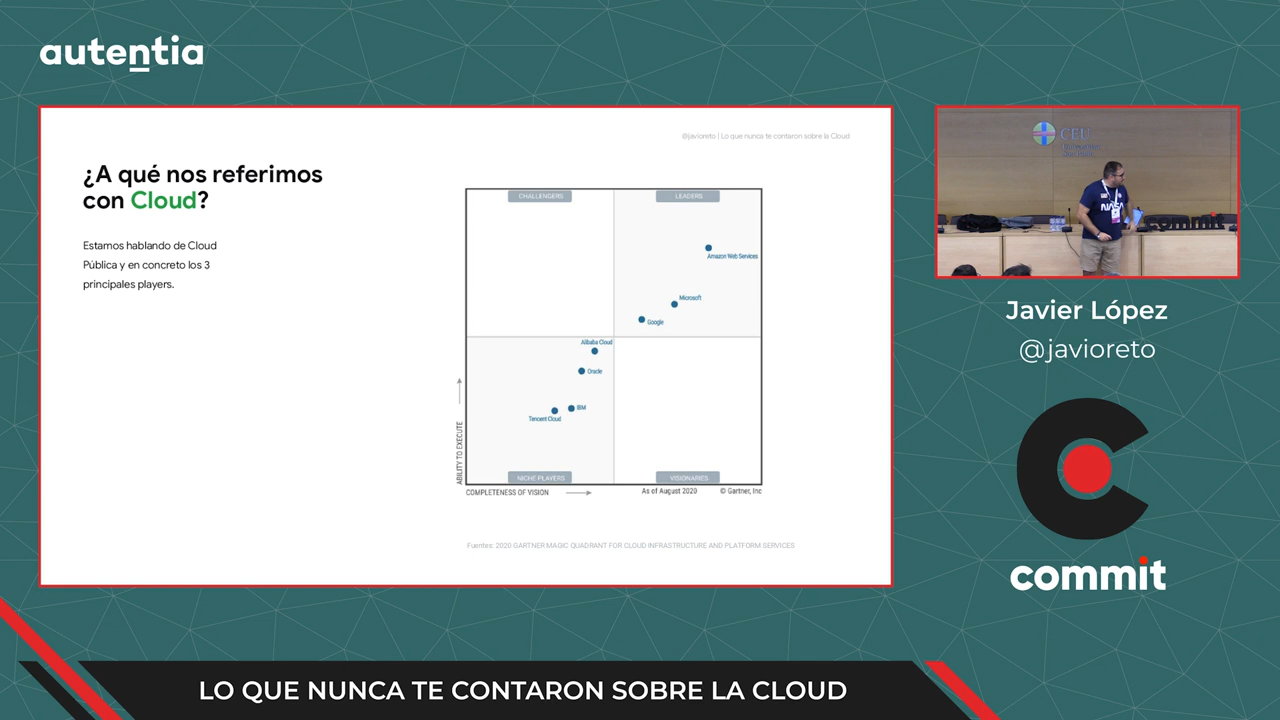 autentia
@javioreto | Lo que nunca te contaron sobre la Cloud
¿A qué nos referimos
con Cloud?
Estamos hablando de Cloud
Pública y en concreto los 3
principales players.
CHALLENGERS
LEADERS
Amazon Web Services
Microsoft
Google
Alibaba Cloud
Oracle
IBM
Tencent Cloud
NICHE PLAYERS
VISIONARIES
ABILITY TO EXECUTE
COMPLETENESS OF VISION
As of August 2020
© Gartner, Inc
Fuentes: 2020 GARTNER MAGIC QUADRANT FOR CLOUD INFRASTRUCTURE AND PLATFORM SERVICES
CEU
NASA
commit
Javier López
@javioreto
commit
LO QUE NUNCA TE CONTARON SOBRE LA CLOUD